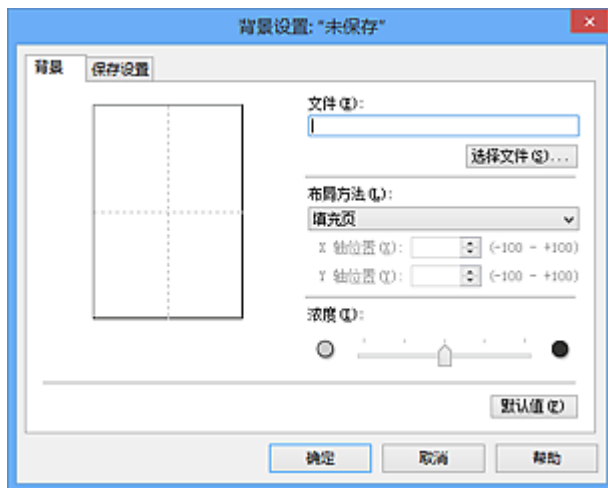 背景设置: "未保存"
背景 保存设置
文件(E):
选择文件(S)...
布局方法(L):
填充页
X 轴位置(X): (-100 - +100)
Y 轴位置(Y): (-100 - +100)
浓度(I):
默认值(F)
确定 取消 帮助